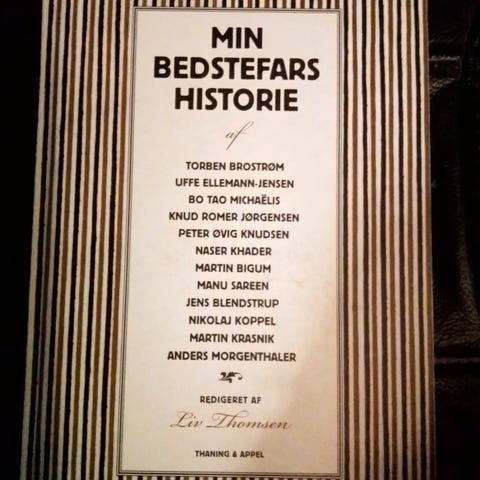 MIN
BEDSTEFARS
HISTORIE
af
TORBEN BROSTRØM
UFFE ELLEMANN-JENSEN
BO TAO MICHAËLIS
KNUD ROMER JØRGENSEN
PETER ØVIG KNUDSEN
NASER KHADER
MARTIN BIGUM
MANU SAREEN
JENS BLENDSTRUP
NIKOLAJ KOPPEL
MARTIN KRASNIK
ANDERS MORGENTHALER
REDIGERET AF
Liv Thomsen
THANING & APPEL